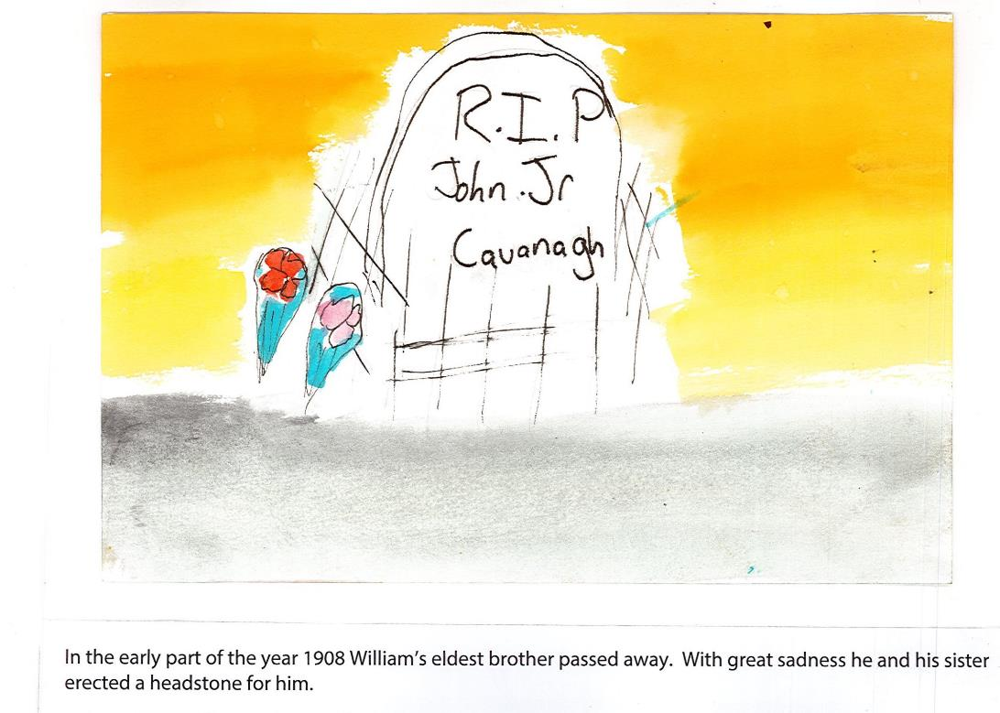 R.I.P
John.Jr
Cavanagh
In the early part of the year 1908 William's eldest brother passed away.  With great sadness he and his sister
erected a headstone for him.